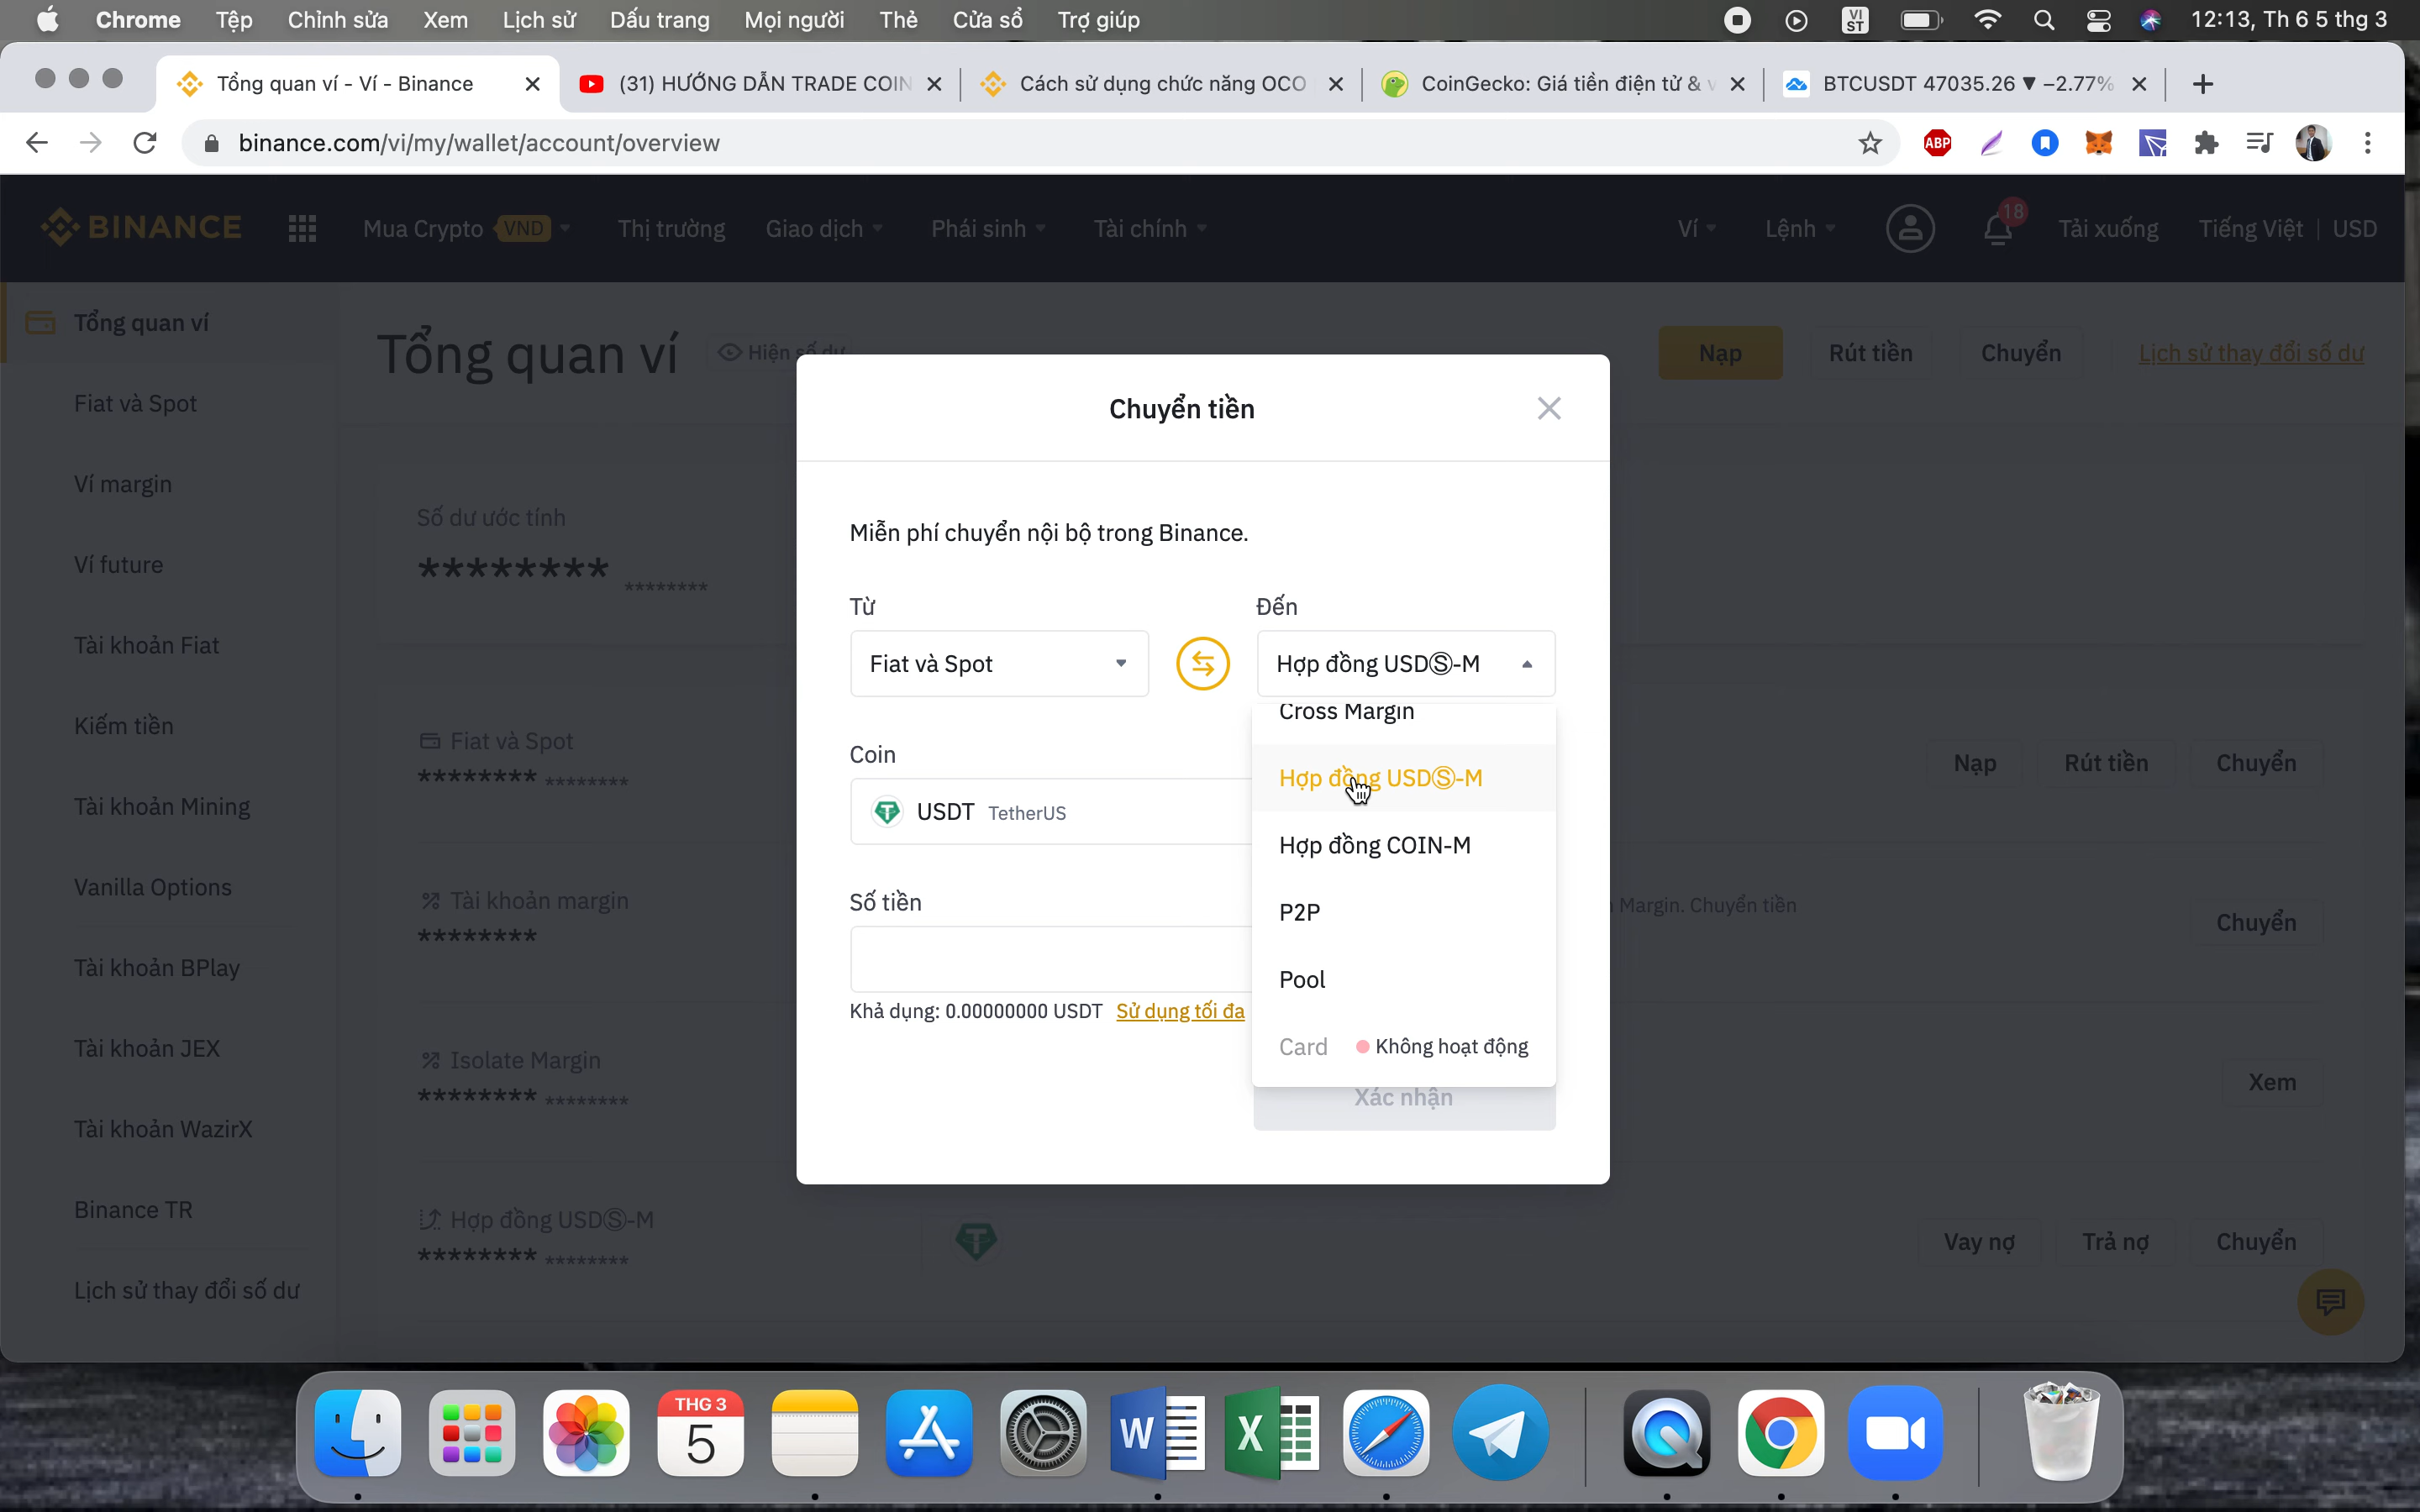 Chrome Tệp Chỉnh sửa Xem Lịch sử Dấu trang Mọi người Thẻ Cửa sổ Trợ giúp VI ST 12:13, Th 6 5 thg 3
Tổng quan ví - Ví - Binance (31) HƯỚNG DẪN TRADE COIN Cách sử dụng chức năng OCO CoinGecko: Giá tiền điện tử & BTCUSDT 47035.26 ▼ −2.77%
binance.com/vi/my/wallet/account/overview ABP
BINANCE Mua Crypto VND Thị trường Giao dịch Phái sinh Tài chính Ví Lệnh 18 Tải xuống Tiếng Việt USD
Tổng quan ví
Fiat và Spot
Ví margin
Ví future
Tài khoản Fiat
Kiếm tiền
Tài khoản Mining
Vanilla Options
Tài khoản BPlay
Tài khoản JEX
Tài khoản WazirX
Binance TR
Lịch sử thay đổi số dư
Tổng quan ví Hiện số dư Nạp Rút tiền Chuyển Lịch sử thay đổi số dư
Số dư ước tính
******** ********
Fiat và Spot
******** ********
Nạp Rút tiền Chuyển
Tài khoản margin
********
Margin. Chuyển tiền
Chuyển
Isolate Margin
******** ********
Xem
Hợp đồng USDⓈ-M
******** ********
Vay nợ Trả nợ Chuyển
Chuyển tiền
Miễn phí chuyển nội bộ trong Binance.
Từ Đến
Fiat và Spot Hợp đồng USDⓈ-M
Cross Margin
Hợp đồng USDⓈ-M
Hợp đồng COIN-M
P2P
Pool
Card Không hoạt động
Coin
USDT TetherUS
Số tiền
Khả dụng: 0.00000000 USDT Sử dụng tối đa
Xác nhận
THG 3
5
W
X